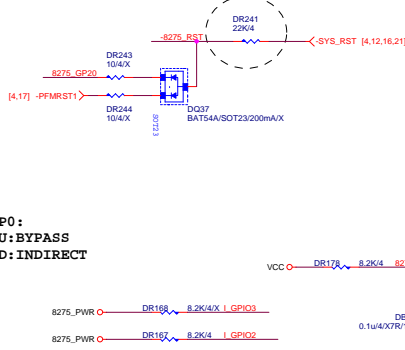 DR241
22K/4
-8275_RST
-SYS_RST [4,12,16,21]
DR243
10/4/X
8275_GP20
[4,17] -PFMRST1
DR244
10/4/X
SOT23
DQ37
BAT54A/SOT23/200mA/X
P0:
U:BYPASS
D:INDIRECT
VCC DR178 8.2K/4 82
8275_PWR DR168 8.2K/4/X I_GPIO3
DB
0.1u/4/X7R/
8275_PWR DR167 8.2K/4 I_GPIO2